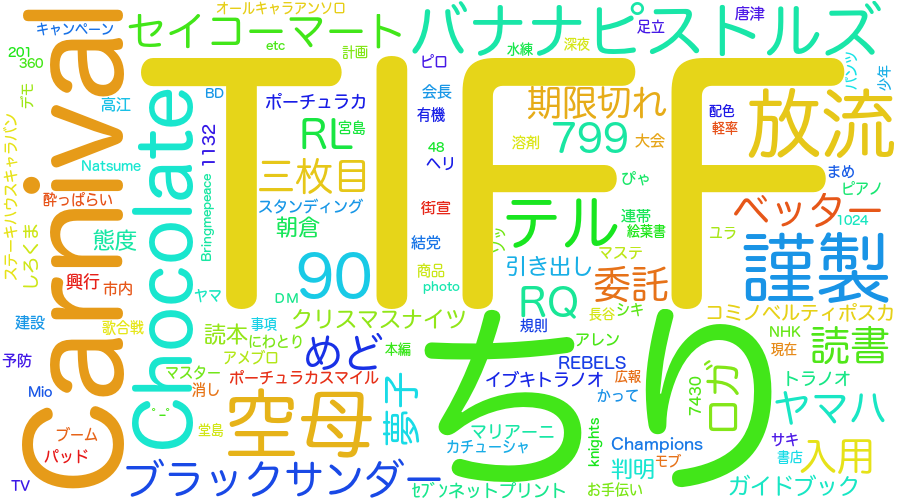 オールキャラアンソロ
キャンペーン
セイコーマート
バナナピストルズ
唐津
足立
etc
計画
水練
深夜
201
360
デモ
ピロ
パンツ
少年
Carnival
Chocolate
TIFF
高江
BD
ポーチュラカ
会長
有機
期限切れ
放流
配色
軽率
RL
宮島
799
溶剤
大会
1132
48
ヘリ
Natsume
三枚目
まめ
ピアノ
ぴゃ
ステーキハウスキャラバン
しろくま
酔っぱらい
Bringmepeace
スタンディング
街宣
テル
連帯
絵葉書
ベッター
1024
朝倉
態度
結党
ユラ
謹製
マステ
引き出し
委託
商品
photo
90
興行
市内
ヤマ
DM
RQ
長谷
シキ
コミノベルティポスカ
建設
歌合戦
読本
事項
クリスマスナイツ
規則
NHK
現在
読書
にわとり
アメブロ
めど
本編
ちり
アレン
予防
REBELS
Mio
マスター
消し
ポーチュラカスマイル
イブキトラノオ
広報
かって
トラノオ
7430
ロガ
ヤマハ
空母
夢子
堂島
マリアーニ
カチューシャ
knights
Champions
サキ
書店
入用
ブーム
パッド
判明
モブ
TV
ブラックサンダー
ｾﾌﾞﾝネットプリント
お手伝い
ガイドブック